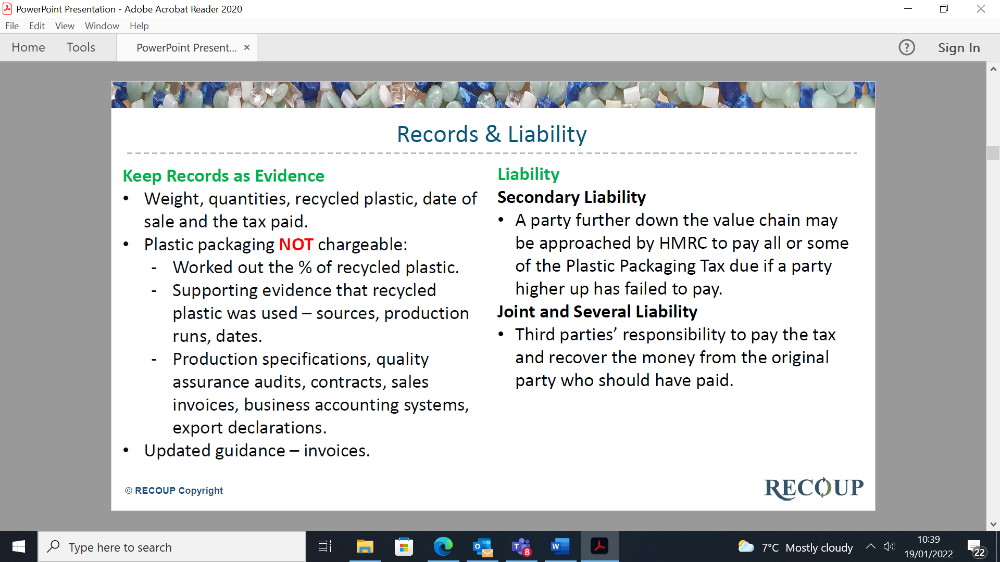 PowerPoint Presentation - Adobe Acrobat Reader 2020
File Edit View Window Help
Home Tools PowerPoint Present... × ? Sign In
Records & Liability
Keep Records as Evidence
• Weight, quantities, recycled plastic, date of
sale and the tax paid.
• Plastic packaging NOT chargeable:
- Worked out the % of recycled plastic.
- Supporting evidence that recycled
plastic was used – sources, production
runs, dates.
- Production specifications, quality
assurance audits, contracts, sales
invoices, business accounting systems,
export declarations.
• Updated guidance – invoices.
Liability
Secondary Liability
• A party further down the value chain may
be approached by HMRC to pay all or some
of the Plastic Packaging Tax due if a party
higher up has failed to pay.
Joint and Several Liability
• Third parties’ responsibility to pay the tax
and recover the money from the original
party who should have paid.
© RECOUP Copyright
RECOUP
Type here to search
O
T
8
W
7°C Mostly cloudy
10:39
19/01/2022
22